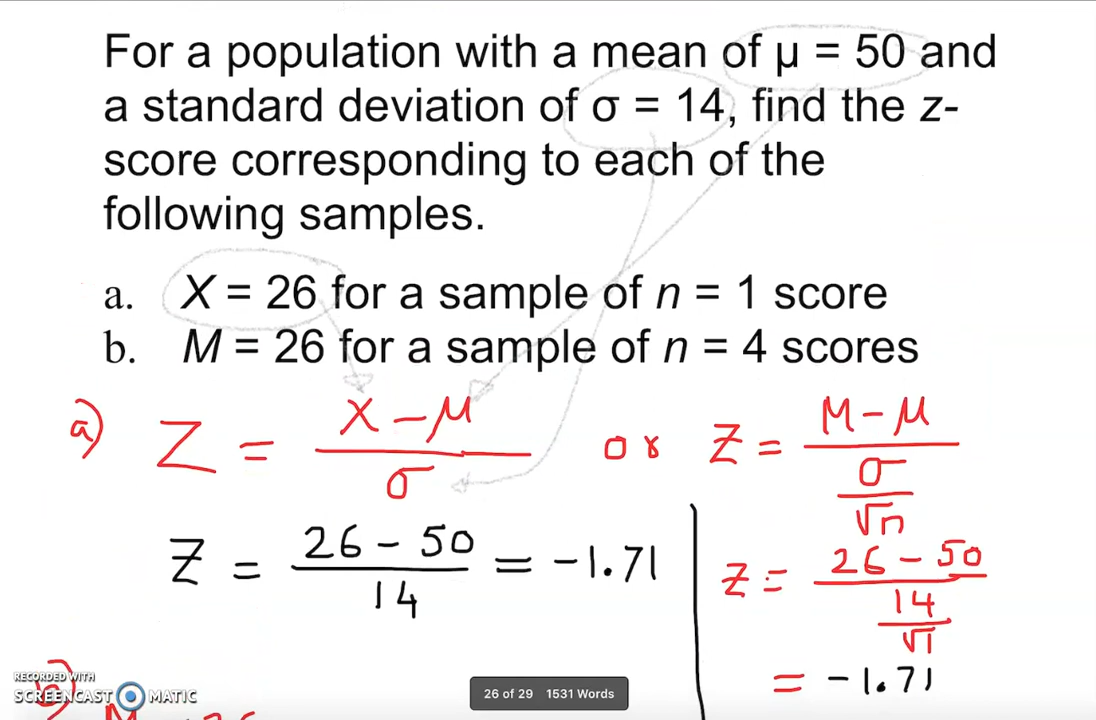 For a population with a mean of μ = 50 and
a standard deviation of σ = 14, find the z-
score corresponding to each of the
following samples.
a. X = 26 for a sample of n = 1 score
b. M = 26 for a sample of n = 4 scores
a) Z = X - μ / σ or Z = M - μ / σ / √n
Z = 26 - 50 / 14 = -1.71
Z = 26 - 50 / 14 / √1
= -1.71
b)
RECORDED WITH
SCREENCAST MATIC
26 of 29 1531 Words